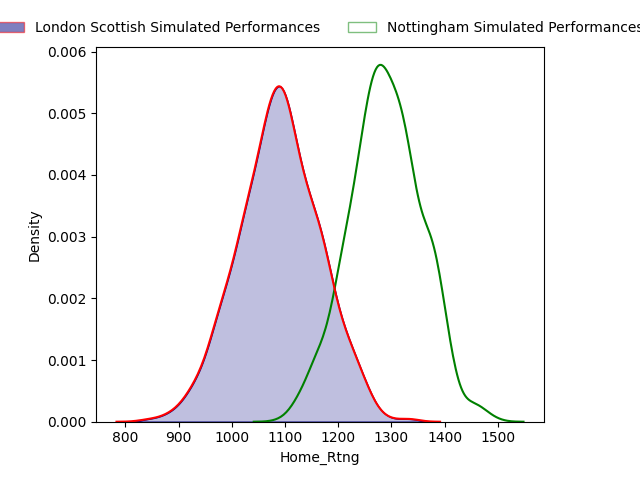 London Scottish Simulated Performances Nottingham Simulated Performances
0.006
0.005
0.004
0.003
0.002
0.001
0.000
Density
800 900 1000 1100 1200 1300 1400 1500
Home_Rtng